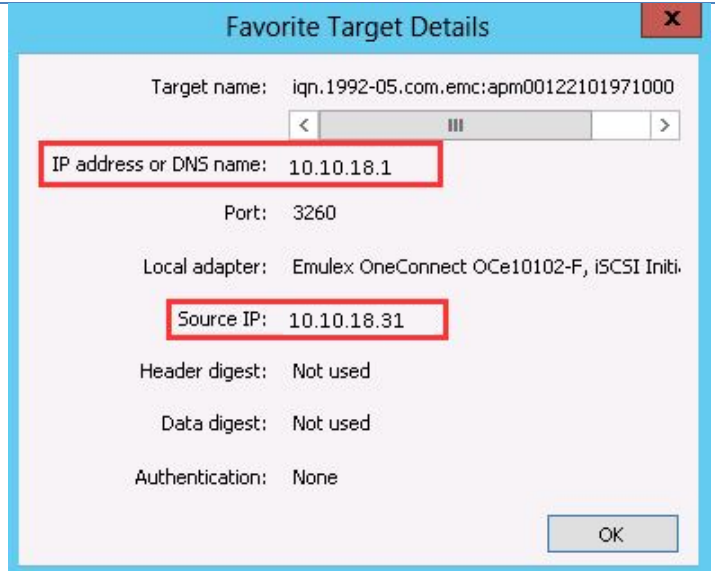 Favorite Target Details
x
Target name: iqn.1992-05.com.emc:apm00122101971000
IP address or DNS name: 10.10.18.1
Port: 3260
Local adapter: Emulex OneConnect OCe10102-F, iSCSI Initi
Source IP: 10.10.18.31
Header digest: Not used
Data digest: Not used
Authentication: None
OK